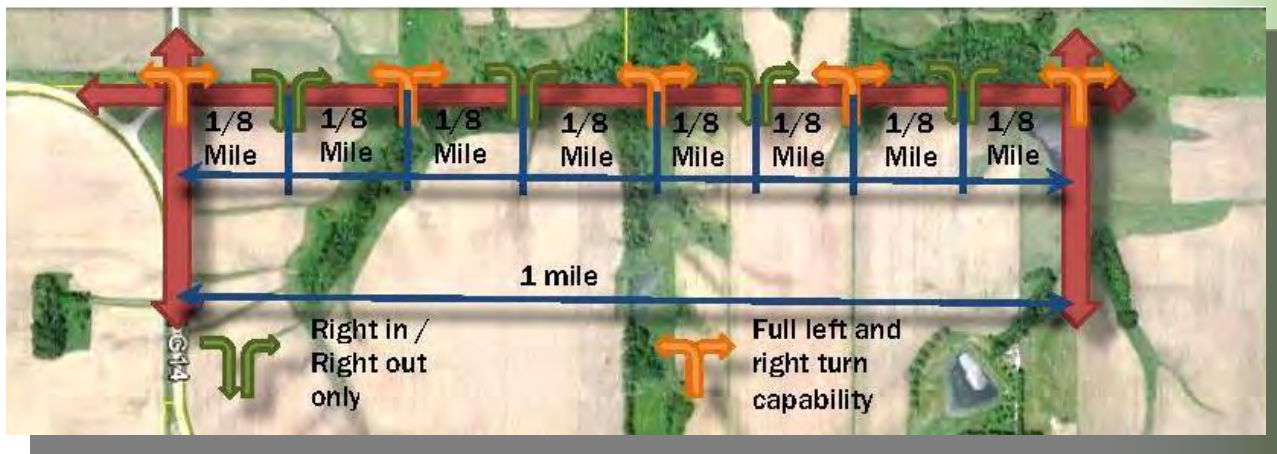 1/8
Mile
1/8
Mile
1/8
Mile
1/8
Mile
1/8
Mile
1/8
Mile
1/8
Mile
1/8
Mile
1 mile
Right in /
Right out
only
Full left and
right turn
capability
G14